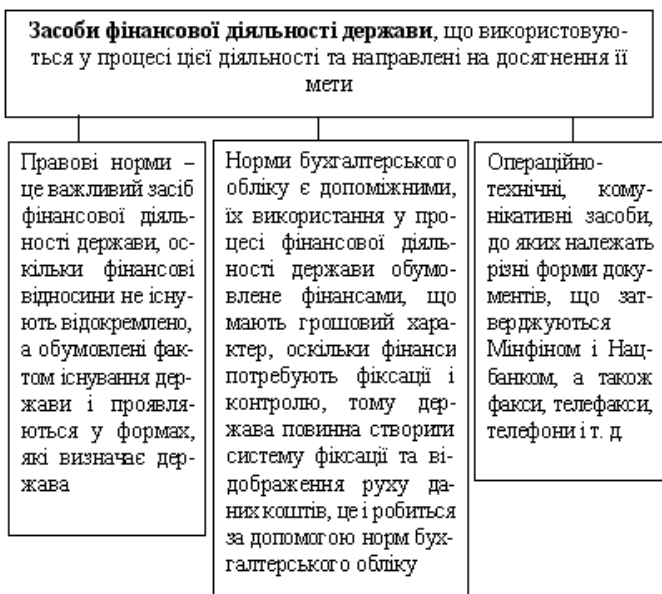 Засоби фінансової діяльності держави, що використовую-
ться у процесі цієї діяльності та направлені на досягнення її
мети
Правові норми –
це важливий засіб
фінансової діяль-
ності держави, ос-
кільки фінансові
відносини не існу-
ють відокремлено,
а обумовлені фак-
том існування дер-
жави і проявля-
ються у формах,
які визначає дер-
жава
Норми бухгалтерського
обліку є допоміжними,
їх використання у про-
цесі фінансової діяль-
ності держави обумо-
влене фінансами, що
мають грошовий хара-
ктер, оскільки фінанси
потребують фіксації і
контролю, тому дер-
жава повинна створити
систему фіксації та ві-
дображення руху да-
них коштів, це і робиться
за допомогою норм бух-
галтерського обліку
Операційно-
технічні, кому-
нікативні засоби,
до яких належать
різні форми доку-
ментів, що зат-
верджуються
Мінфіном і Нац-
банком, а також
факси, телефакси,
телефони і т. д.